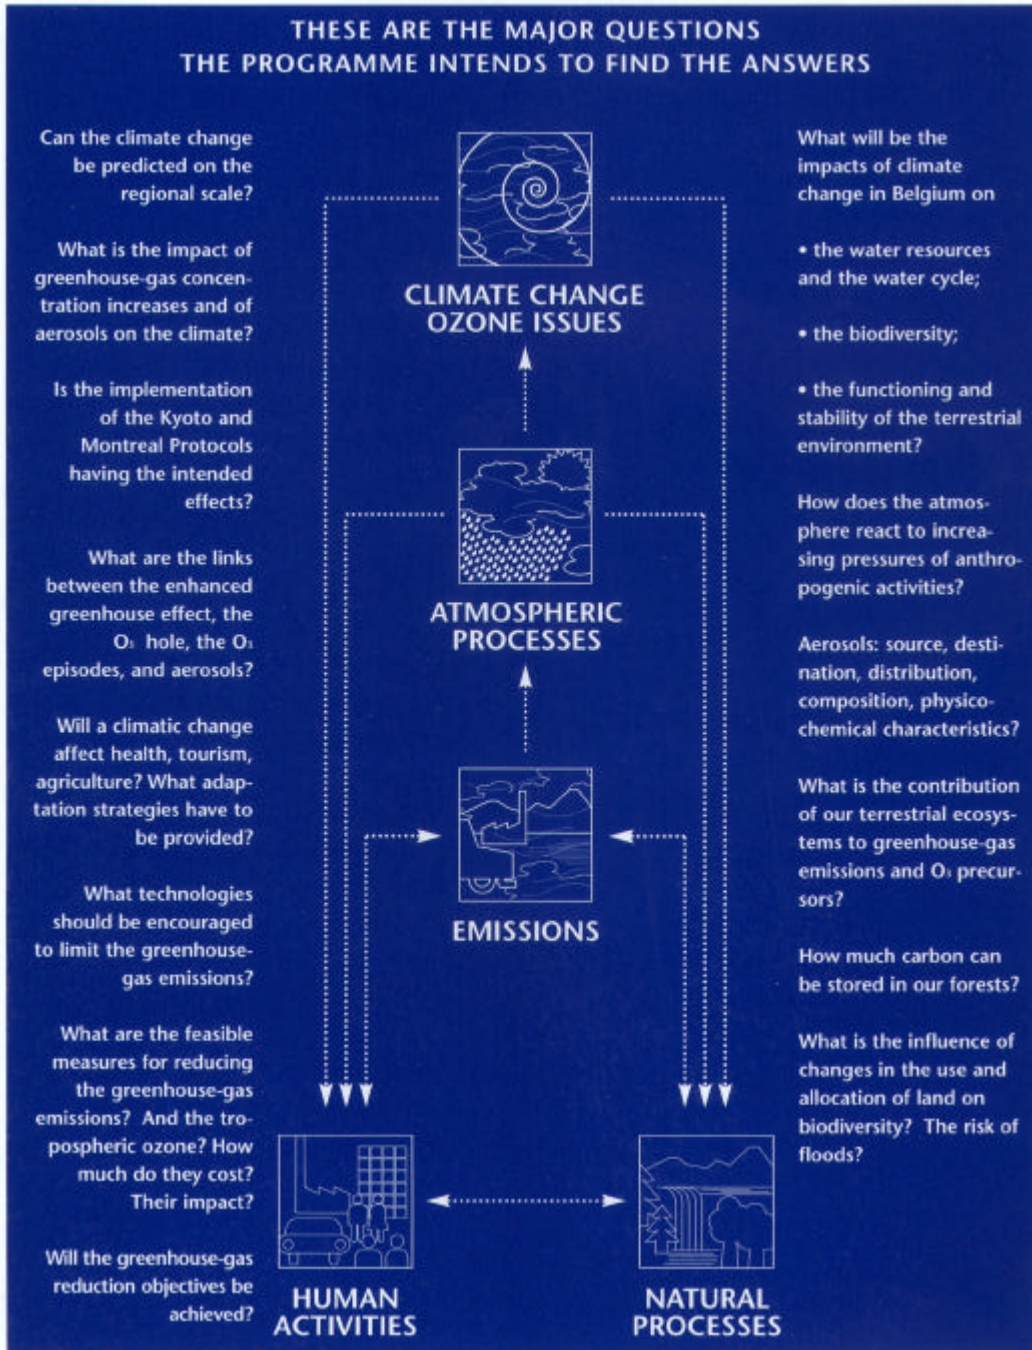 THESE ARE THE MAJOR QUESTIONS
THE PROGRAMME INTENDS TO FIND THE ANSWERS
Can the climate change
be predicted on the
regional scale?
What is the impact of
greenhouse-gas concen-
tration increases and of
aerosols on the climate?
Is the implementation
of the Kyoto and
Montreal Protocols
having the intended
effects?
What are the links
between the enhanced
greenhouse effect, the
O₃ hole, the O₃
episodes, and aerosols?
Will a climatic change
affect health, tourism,
agriculture? What adap-
tation strategies have to
be provided?
What technologies
should be encouraged
to limit the greenhouse-
gas emissions?
What are the feasible
measures for reducing
the greenhouse-gas
emissions? And the tro-
pospheric ozone? How
much do they cost?
Their impact?
Will the greenhouse-gas
reduction objectives be
achieved?
CLIMATE CHANGE
OZONE ISSUES
ATMOSPHERIC
PROCESSES
EMISSIONS
HUMAN
ACTIVITIES
NATURAL
PROCESSES
What will be the
impacts of climate
change in Belgium on
• the water resources
and the water cycle;
• the biodiversity;
• the functioning and
stability of the terrestrial
environment?
How does the atmos-
phere react to increa-
sing pressures of anthro-
pogenic activities?
Aerosols: source, desti-
nation, distribution,
composition, physico-
chemical characteristics?
What is the contribution
of our terrestrial ecosys-
tems to greenhouse-gas
emissions and O₃ precur-
sors?
How much carbon can
be stored in our forests?
What is the influence of
changes in the use and
allocation of land on
biodiversity? The risk of
floods?